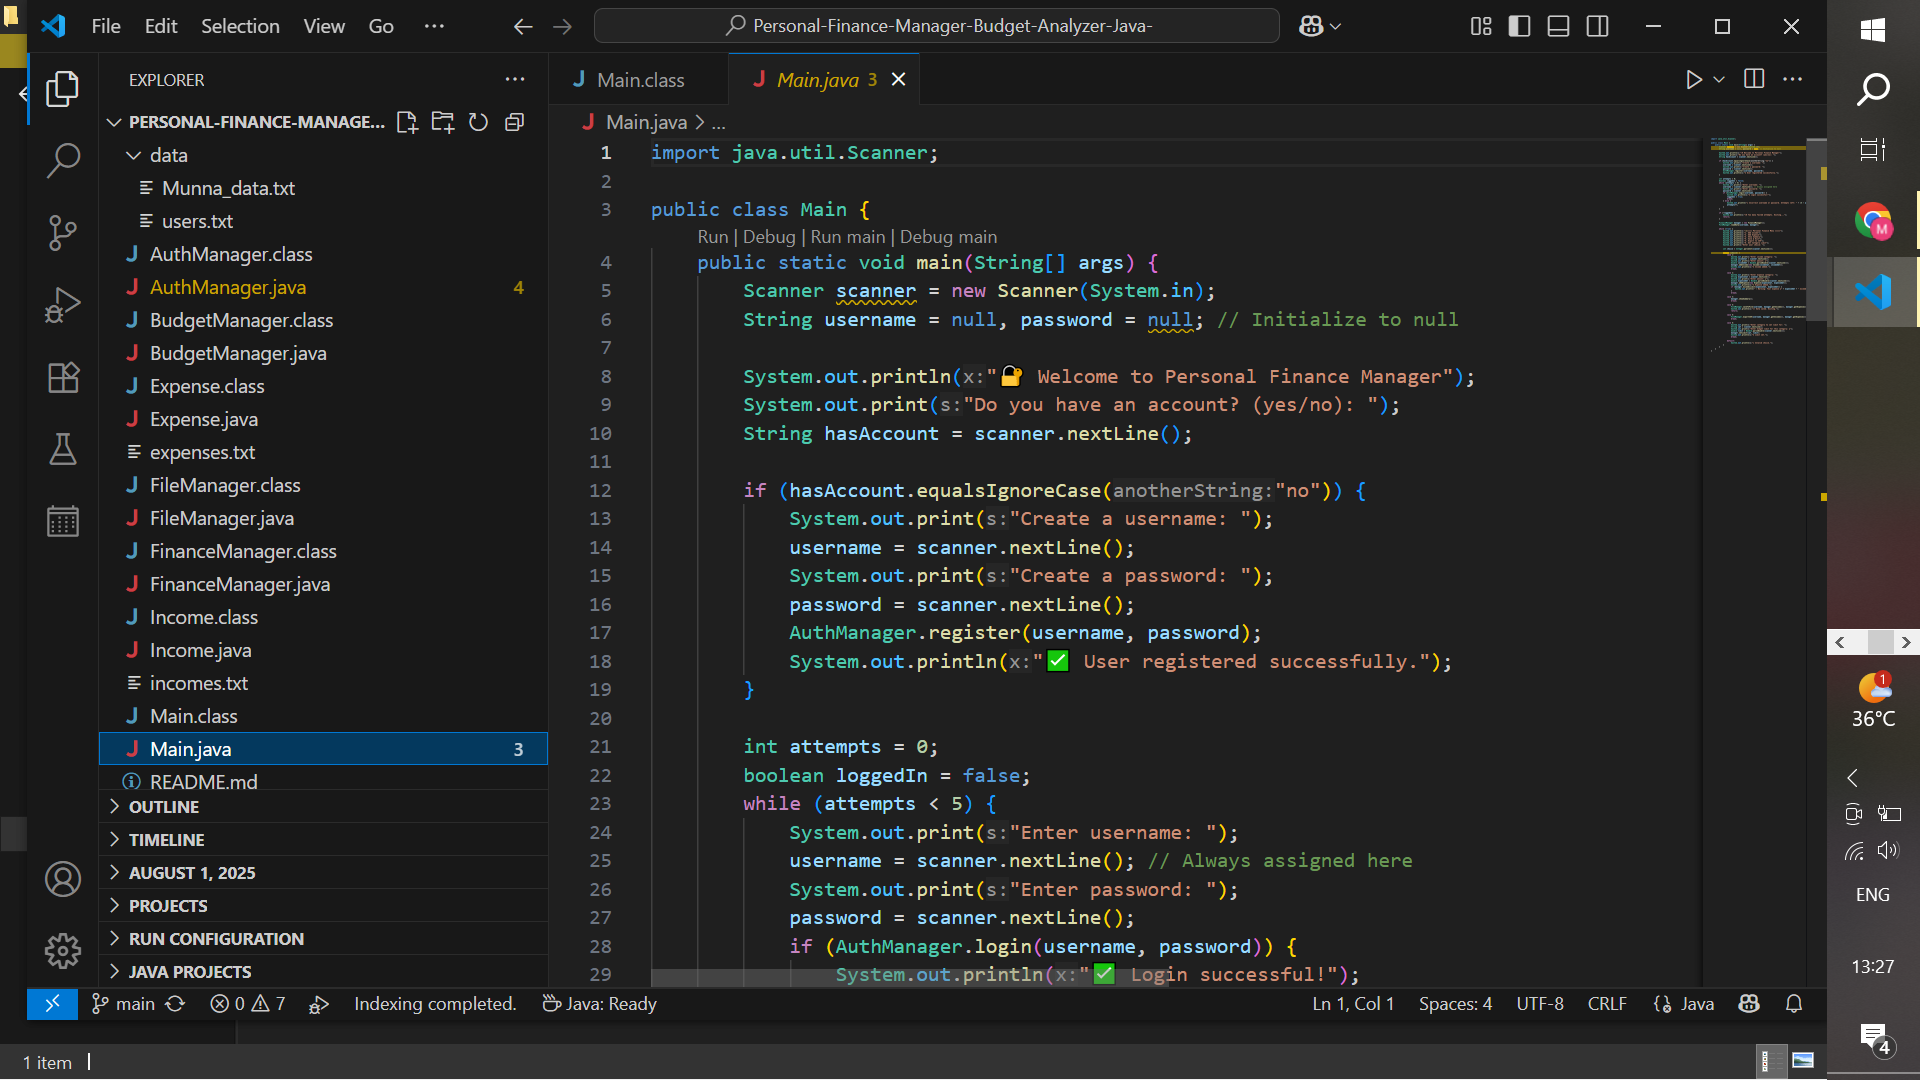 File Edit Selection View Go ...
Personal-Finance-Manager-Budget-Analyzer-Java-
EXPLORER
PERSONAL-FINANCE-MANAGE...
data
Munna_data.txt
users.txt
AuthManager.class
AuthManager.java 4
BudgetManager.class
BudgetManager.java
Expense.class
Expense.java
expenses.txt
FileManager.class
FileManager.java
FinanceManager.class
FinanceManager.java
Income.class
Income.java
incomes.txt
Main.class
Main.java 3
README.md
OUTLINE
TIMELINE
AUGUST 1, 2025
PROJECTS
RUN CONFIGURATION
JAVA PROJECTS
Main.class Main.java 3
Main.java > ...
1 import java.util.Scanner;
2
3 public class Main {
Run | Debug | Run main | Debug main
4 public static void main(String[] args) {
5 Scanner scanner = new Scanner(System.in);
6 String username = null, password = null; // Initialize to null
7
8 System.out.println(x:"🔐 Welcome to Personal Finance Manager");
9 System.out.print(s:"Do you have an account? (yes/no): ");
10 String hasAccount = scanner.nextLine();
11
12 if (hasAccount.equalsIgnoreCase(anotherString:"no")) {
13 System.out.print(s:"Create a username: ");
14 username = scanner.nextLine();
15 System.out.print(s:"Create a password: ");
16 password = scanner.nextLine();
17 AuthManager.register(username, password);
18 System.out.println(x:"✅ User registered successfully.");
19 }
20
21 int attempts = 0;
22 boolean loggedIn = false;
23 while (attempts < 5) {
24 System.out.print(s:"Enter username: ");
25 username = scanner.nextLine(); // Always assigned here
26 System.out.print(s:"Enter password: ");
27 password = scanner.nextLine();
28 if (AuthManager.login(username, password)) {
29 System.out.println(x:"✅ Login successful!");
main 0 7 Indexing completed. Java: Ready
Ln 1, Col 1 Spaces: 4 UTF-8 CRLF Java
1 item
M
1
36°C
ENG
13:27
4